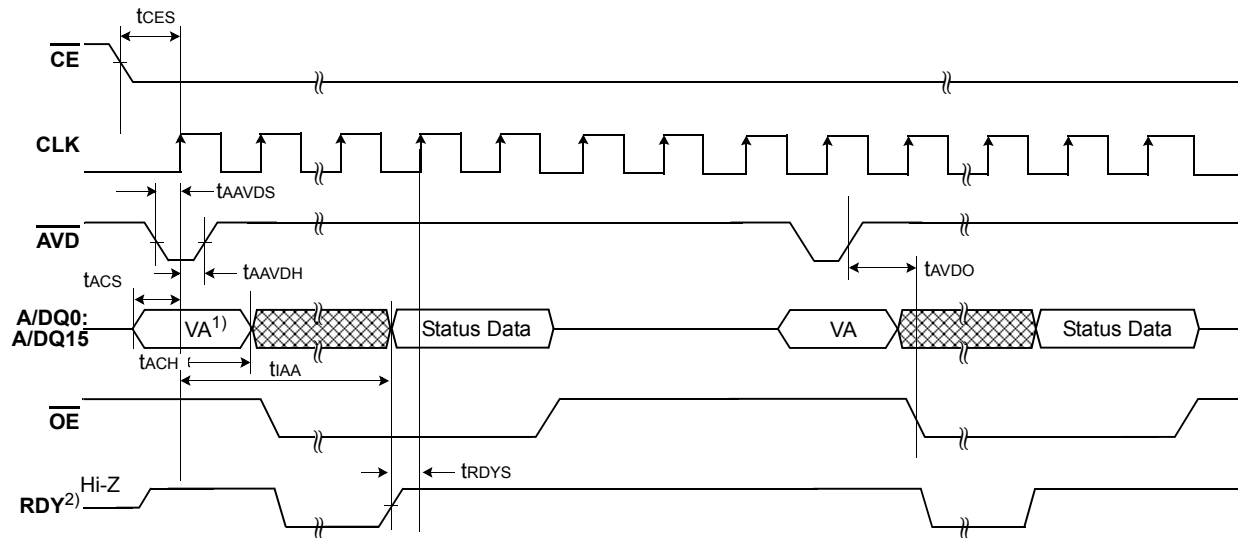 tCES
CE
CLK
tAAVDS
AVD
tAAVDH
tAVDO
tACS
A/DQ0:
A/DQ15
VA1)
Status Data
VA
Status Data
tACH
tIAA
OE
tRDYS
Hi-Z
RDY2)